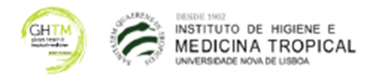 GHTM
DESDE 1902
INSTITUTO DE HIGIENE E
MEDICINA TROPICAL
UNIVERSIDADE NOVA DE LISBOA